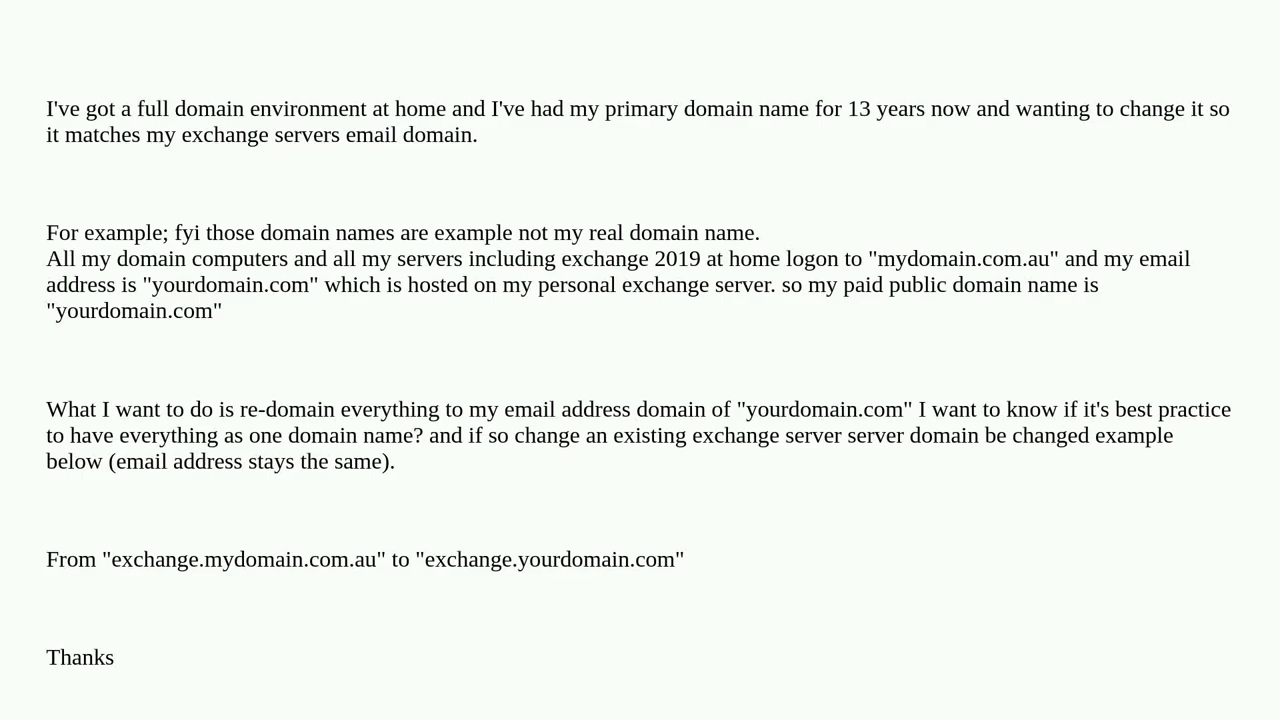 I've got a full domain environment at home and I've had my primary domain name for 13 years now and wanting to change it so
it matches my exchange servers email domain.
For example; fyi those domain names are example not my real domain name.
All my domain computers and all my servers including exchange 2019 at home logon to "mydomain.com.au" and my email
address is "yourdomain.com" which is hosted on my personal exchange server. so my paid public domain name is
"yourdomain.com"
What I want to do is re-domain everything to my email address domain of "yourdomain.com" I want to know if it's best practice
to have everything as one domain name? and if so change an existing exchange server server domain be changed example
below (email address stays the same).
From "exchange.mydomain.com.au" to "exchange.yourdomain.com"
Thanks